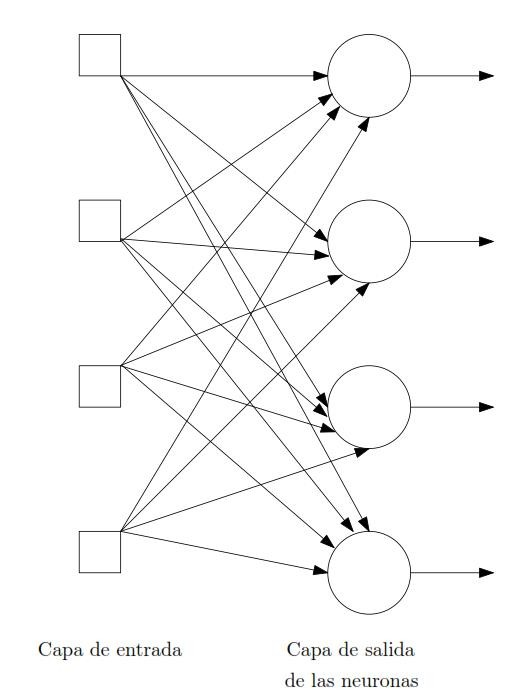 Capa de entrada
Capa de salida
de las neuronas